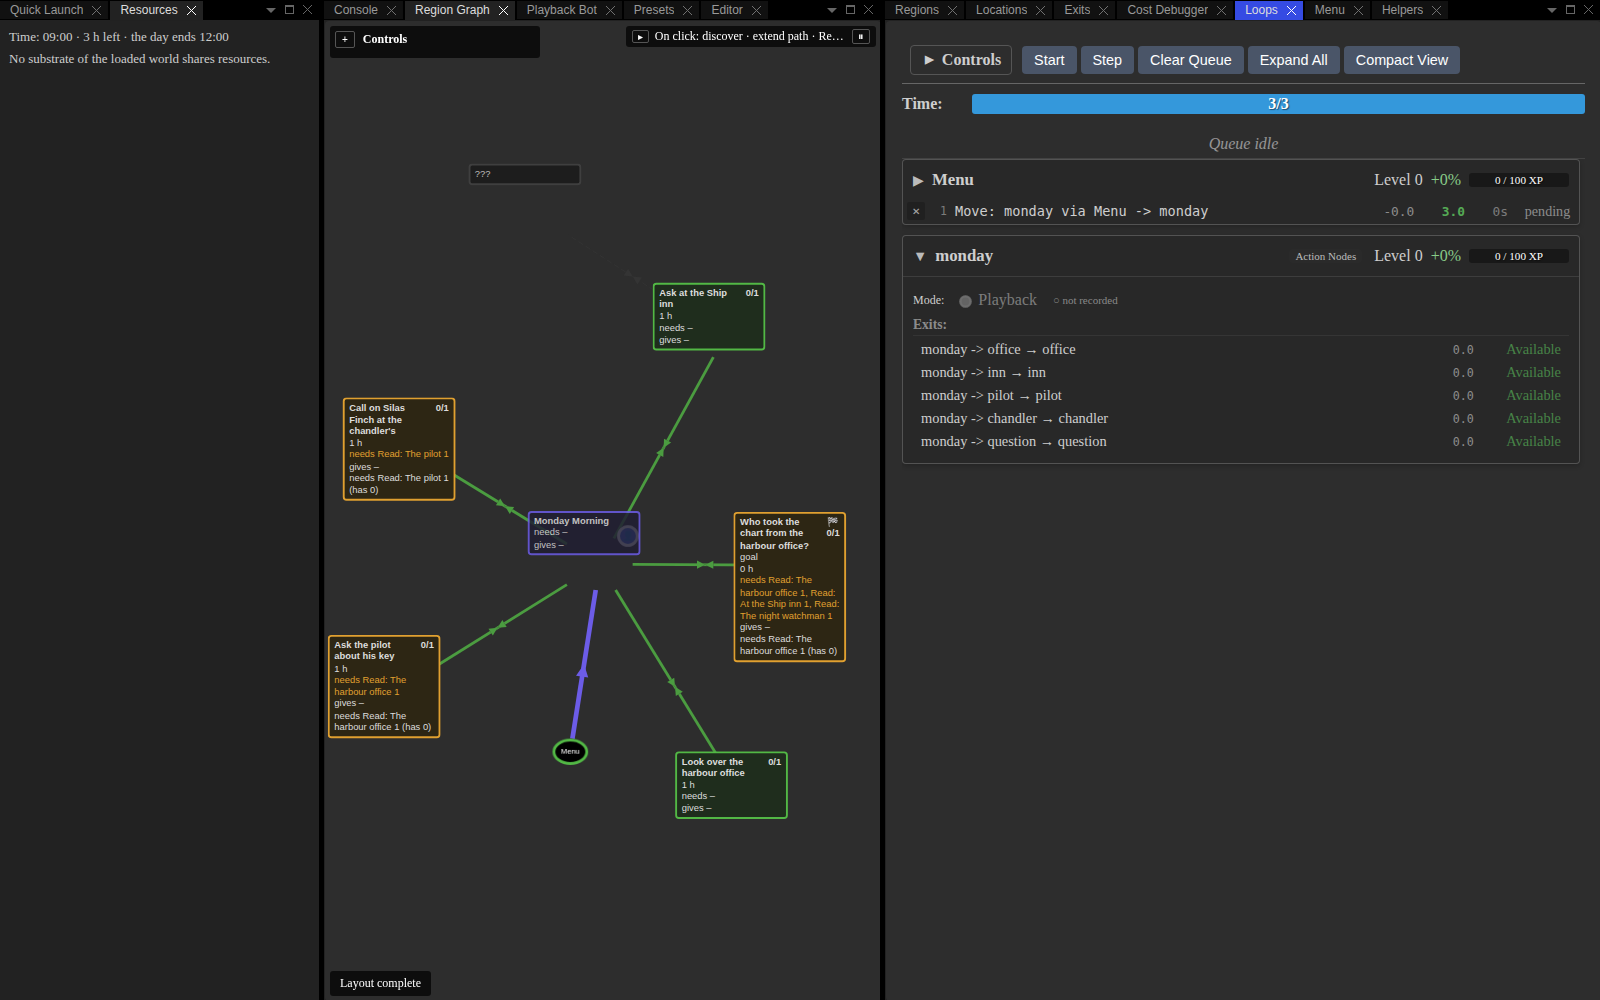 Quick Launch
Resources
Console
Region Graph
Playback Bot
Presets
Editor
Regions
Locations
Exits
Cost Debugger
Loops
Menu
Helpers
Time: 09:00 · 3 h left · the day ends 12:00
No substrate of the loaded world shares resources.
+ Controls
On click: discover · extend path · Re…
???
Ask at the Ship 0/1
inn
1 h
needs –
gives –
Call on Silas 0/1
Finch at the
chandler's
1 h
needs Read: The pilot 1
gives –
needs Read: The pilot 1
(has 0)
Monday Morning
needs –
gives –
Who took the
chart from the 0/1
harbour office?
goal
0 h
needs Read: The
harbour office 1, Read:
At the Ship inn 1, Read:
The night watchman 1
gives –
needs Read: The
harbour office 1 (has 0)
Ask the pilot 0/1
about his key
1 h
needs Read: The
harbour office 1
gives –
needs Read: The
harbour office 1 (has 0)
Menu
Look over the 0/1
harbour office
1 h
needs –
gives –
Layout complete
▶ Controls
Start
Step
Clear Queue
Expand All
Compact View
Time: 3/3
Queue idle
▶ Menu Level 0 +0% 0 / 100 XP
× 1 Move: monday via Menu -> monday -0.0 3.0 0s pending
▼ monday Action Nodes Level 0 +0% 0 / 100 XP
Mode: Playback ○ not recorded
Exits:
monday -> office → office 0.0 Available
monday -> inn → inn 0.0 Available
monday -> pilot → pilot 0.0 Available
monday -> chandler → chandler 0.0 Available
monday -> question → question 0.0 Available